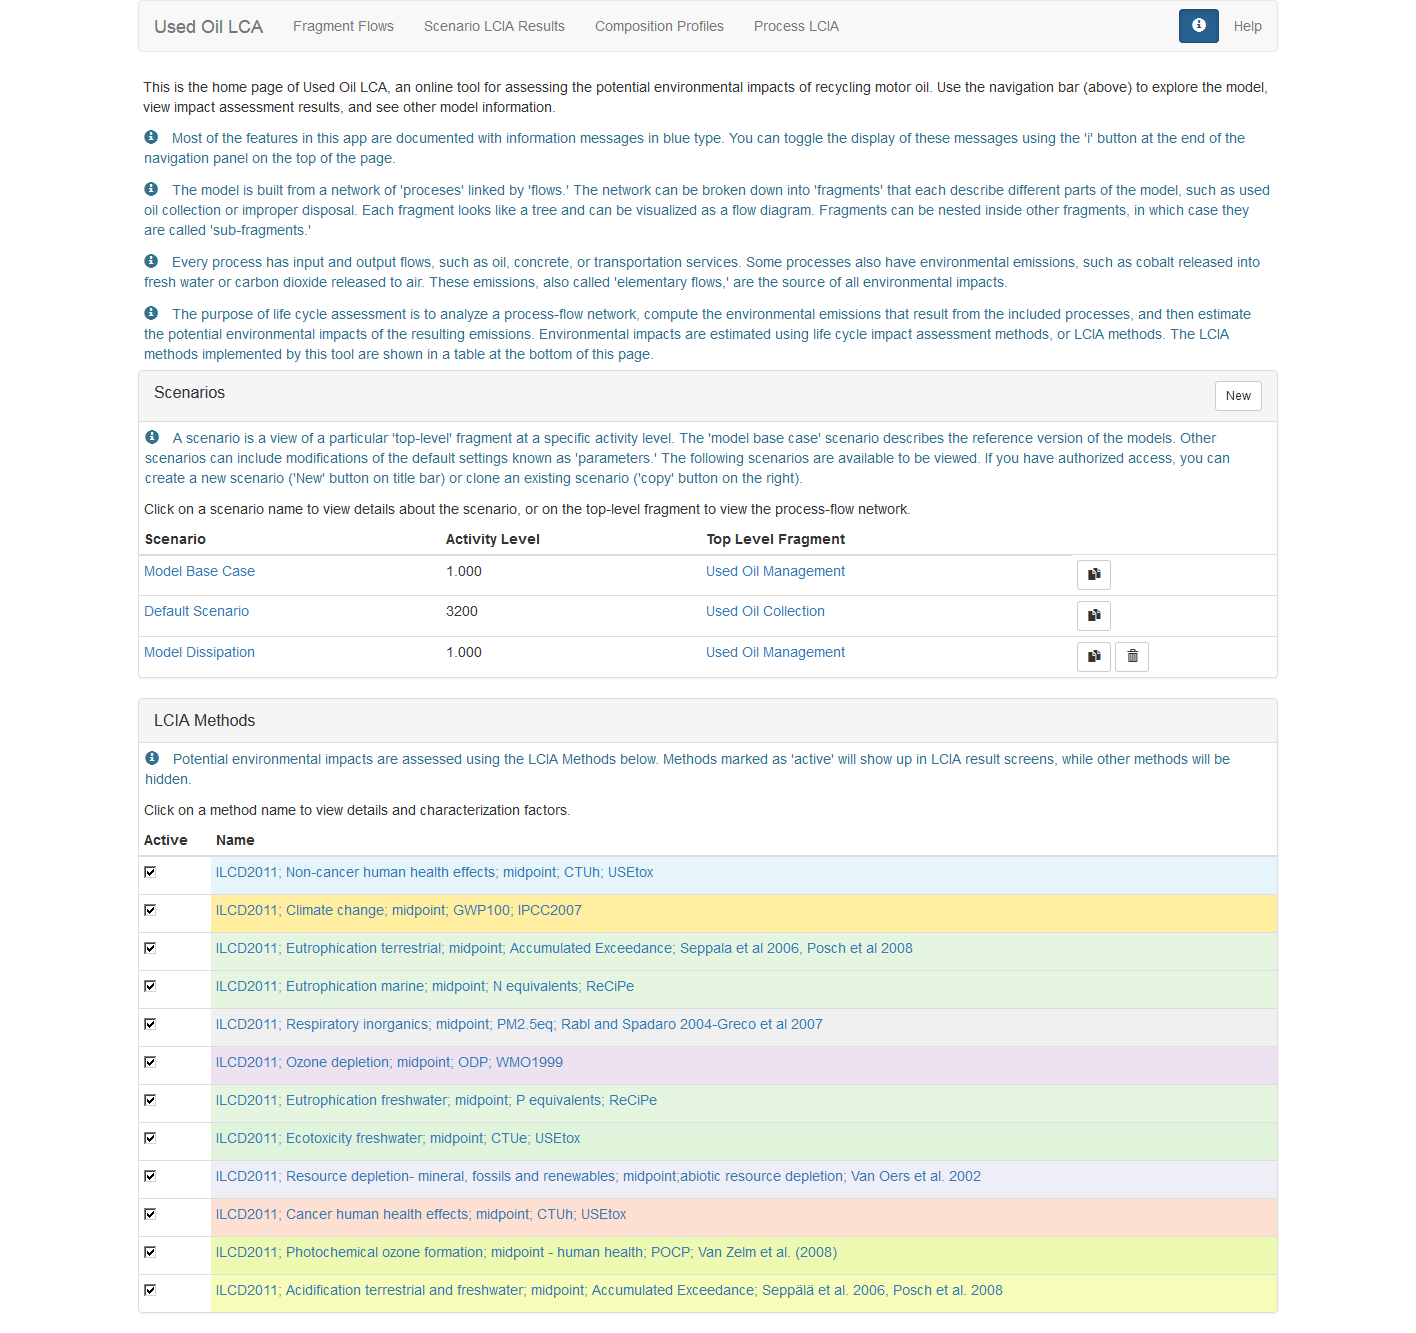 Used Oil LCA Fragment Flows Scenario LCIA Results Composition Profiles Process LCIA Help
This is the home page of Used Oil LCA, an online tool for assessing the potential environmental impacts of recycling motor oil. Use the navigation bar (above) to explore the model,
view impact assessment results, and see other model information.
Most of the features in this app are documented with information messages in blue type. You can toggle the display of these messages using the 'i' button at the end of the
navigation panel on the top of the page.
The model is built from a network of 'proceses' linked by 'flows.' The network can be broken down into 'fragments' that each describe different parts of the model, such as used
oil collection or improper disposal. Each fragment looks like a tree and can be visualized as a flow diagram. Fragments can be nested inside other fragments, in which case they
are called 'sub-fragments.'
Every process has input and output flows, such as oil, concrete, or transportation services. Some processes also have environmental emissions, such as cobalt released into
fresh water or carbon dioxide released to air. These emissions, also called 'elementary flows,' are the source of all environmental impacts.
The purpose of life cycle assessment is to analyze a process-flow network, compute the environmental emissions that result from the included processes, and then estimate
the potential environmental impacts of the resulting emissions. Environmental impacts are estimated using life cycle impact assessment methods, or LCIA methods. The LCIA
methods implemented by this tool are shown in a table at the bottom of this page.
Scenarios New
A scenario is a view of a particular 'top-level' fragment at a specific activity level. The 'model base case' scenario describes the reference version of the models. Other
scenarios can include modifications of the default settings known as 'parameters.' The following scenarios are available to be viewed. If you have authorized access, you can
create a new scenario ('New' button on title bar) or clone an existing scenario ('copy' button on the right).
Click on a scenario name to view details about the scenario, or on the top-level fragment to view the process-flow network.
Scenario Activity Level Top Level Fragment
Model Base Case 1.000 Used Oil Management
Default Scenario 3200 Used Oil Collection
Model Dissipation 1.000 Used Oil Management
LCIA Methods
Potential environmental impacts are assessed using the LCIA Methods below. Methods marked as 'active' will show up in LCIA result screens, while other methods will be
hidden.
Click on a method name to view details and characterization factors.
Active Name
ILCD2011; Non-cancer human health effects; midpoint; CTUh; USEtox
ILCD2011; Climate change; midpoint; GWP100; IPCC2007
ILCD2011; Eutrophication terrestrial; midpoint; Accumulated Exceedance; Seppala et al 2006, Posch et al 2008
ILCD2011; Eutrophication marine; midpoint; N equivalents; ReCiPe
ILCD2011; Respiratory inorganics; midpoint; PM2.5eq; Rabl and Spadaro 2004-Greco et al 2007
ILCD2011; Ozone depletion; midpoint; ODP; WMO1999
ILCD2011; Eutrophication freshwater; midpoint; P equivalents; ReCiPe
ILCD2011; Ecotoxicity freshwater; midpoint; CTUe; USEtox
ILCD2011; Resource depletion- mineral, fossils and renewables; midpoint;abiotic resource depletion; Van Oers et al. 2002
ILCD2011; Cancer human health effects; midpoint; CTUh; USEtox
ILCD2011; Photochemical ozone formation; midpoint - human health; POCP; Van Zelm et al. (2008)
ILCD2011; Acidification terrestrial and freshwater; midpoint; Accumulated Exceedance; Seppälä et al. 2006, Posch et al. 2008